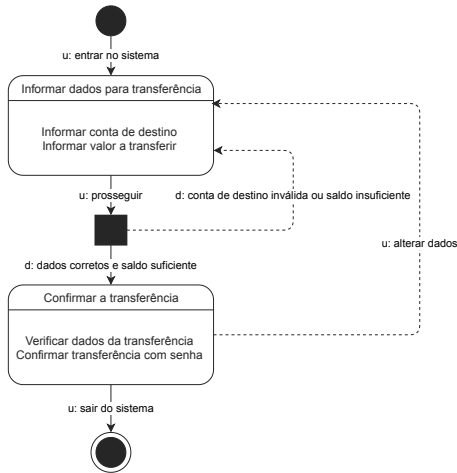 u: entrar no sistema
Informar dados para transferência
Informar conta de destino
Informar valor a transferir
u: prosseguir
d: conta de destino inválida ou saldo insuficiente
u: alterar dados
d: dados corretos e saldo suficiente
Confirmar a transferência
Verificar dados da transferência
Confirmar transferência com senha
u: sair do sistema